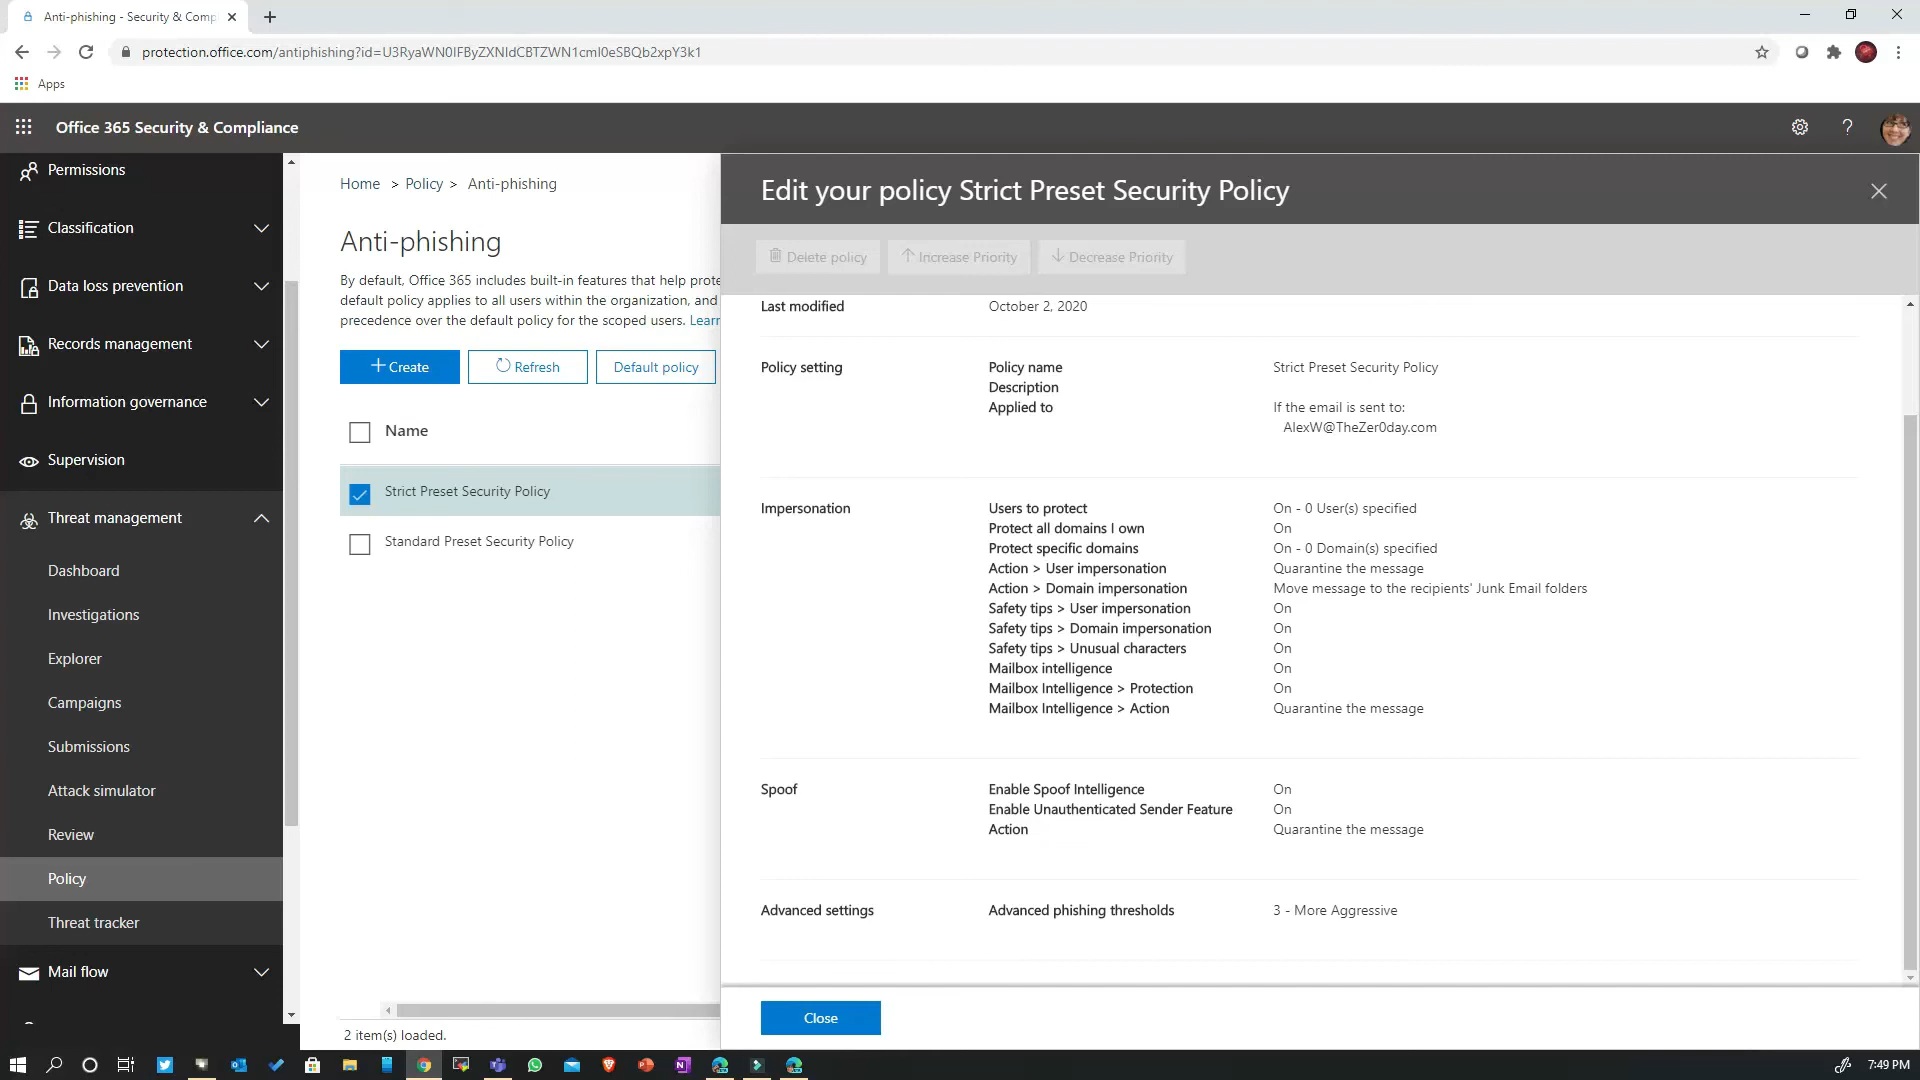 Anti-phishing - Security & Comp
protection.office.com/antiphishing?id=U3RyaWN0IFByZXNldCBTZWN1cml0eSBQb2xpY3k1
Apps
Office 365 Security & Compliance
?
Permissions
Classification
Data loss prevention
Records management
Information governance
Supervision
Threat management
Dashboard
Investigations
Explorer
Campaigns
Submissions
Attack simulator
Review
Policy
Threat tracker
Mail flow
Home > Policy > Anti-phishing
Anti-phishing
By default, Office 365 includes built-in features that help prote
default policy applies to all users within the organization, and
precedence over the default policy for the scoped users. Learn
Create
Refresh
Default policy
Name
Strict Preset Security Policy
Standard Preset Security Policy
2 item(s) loaded.
Edit your policy Strict Preset Security Policy
Delete policy
Increase Priority
Decrease Priority
Last modified October 2, 2020
Policy setting Policy name Strict Preset Security Policy
Description
Applied to If the email is sent to:
AlexW@TheZer0day.com
Impersonation Users to protect On - 0 User(s) specified
Protect all domains I own On
Protect specific domains On - 0 Domain(s) specified
Action > User impersonation Quarantine the message
Action > Domain impersonation Move message to the recipients' Junk Email folders
Safety tips > User impersonation On
Safety tips > Domain impersonation On
Safety tips > Unusual characters On
Mailbox intelligence On
Mailbox Intelligence > Protection On
Mailbox Intelligence > Action Quarantine the message
Spoof Enable Spoof Intelligence On
Enable Unauthenticated Sender Feature On
Action Quarantine the message
Advanced settings Advanced phishing thresholds 3 - More Aggressive
Close
7:49 PM